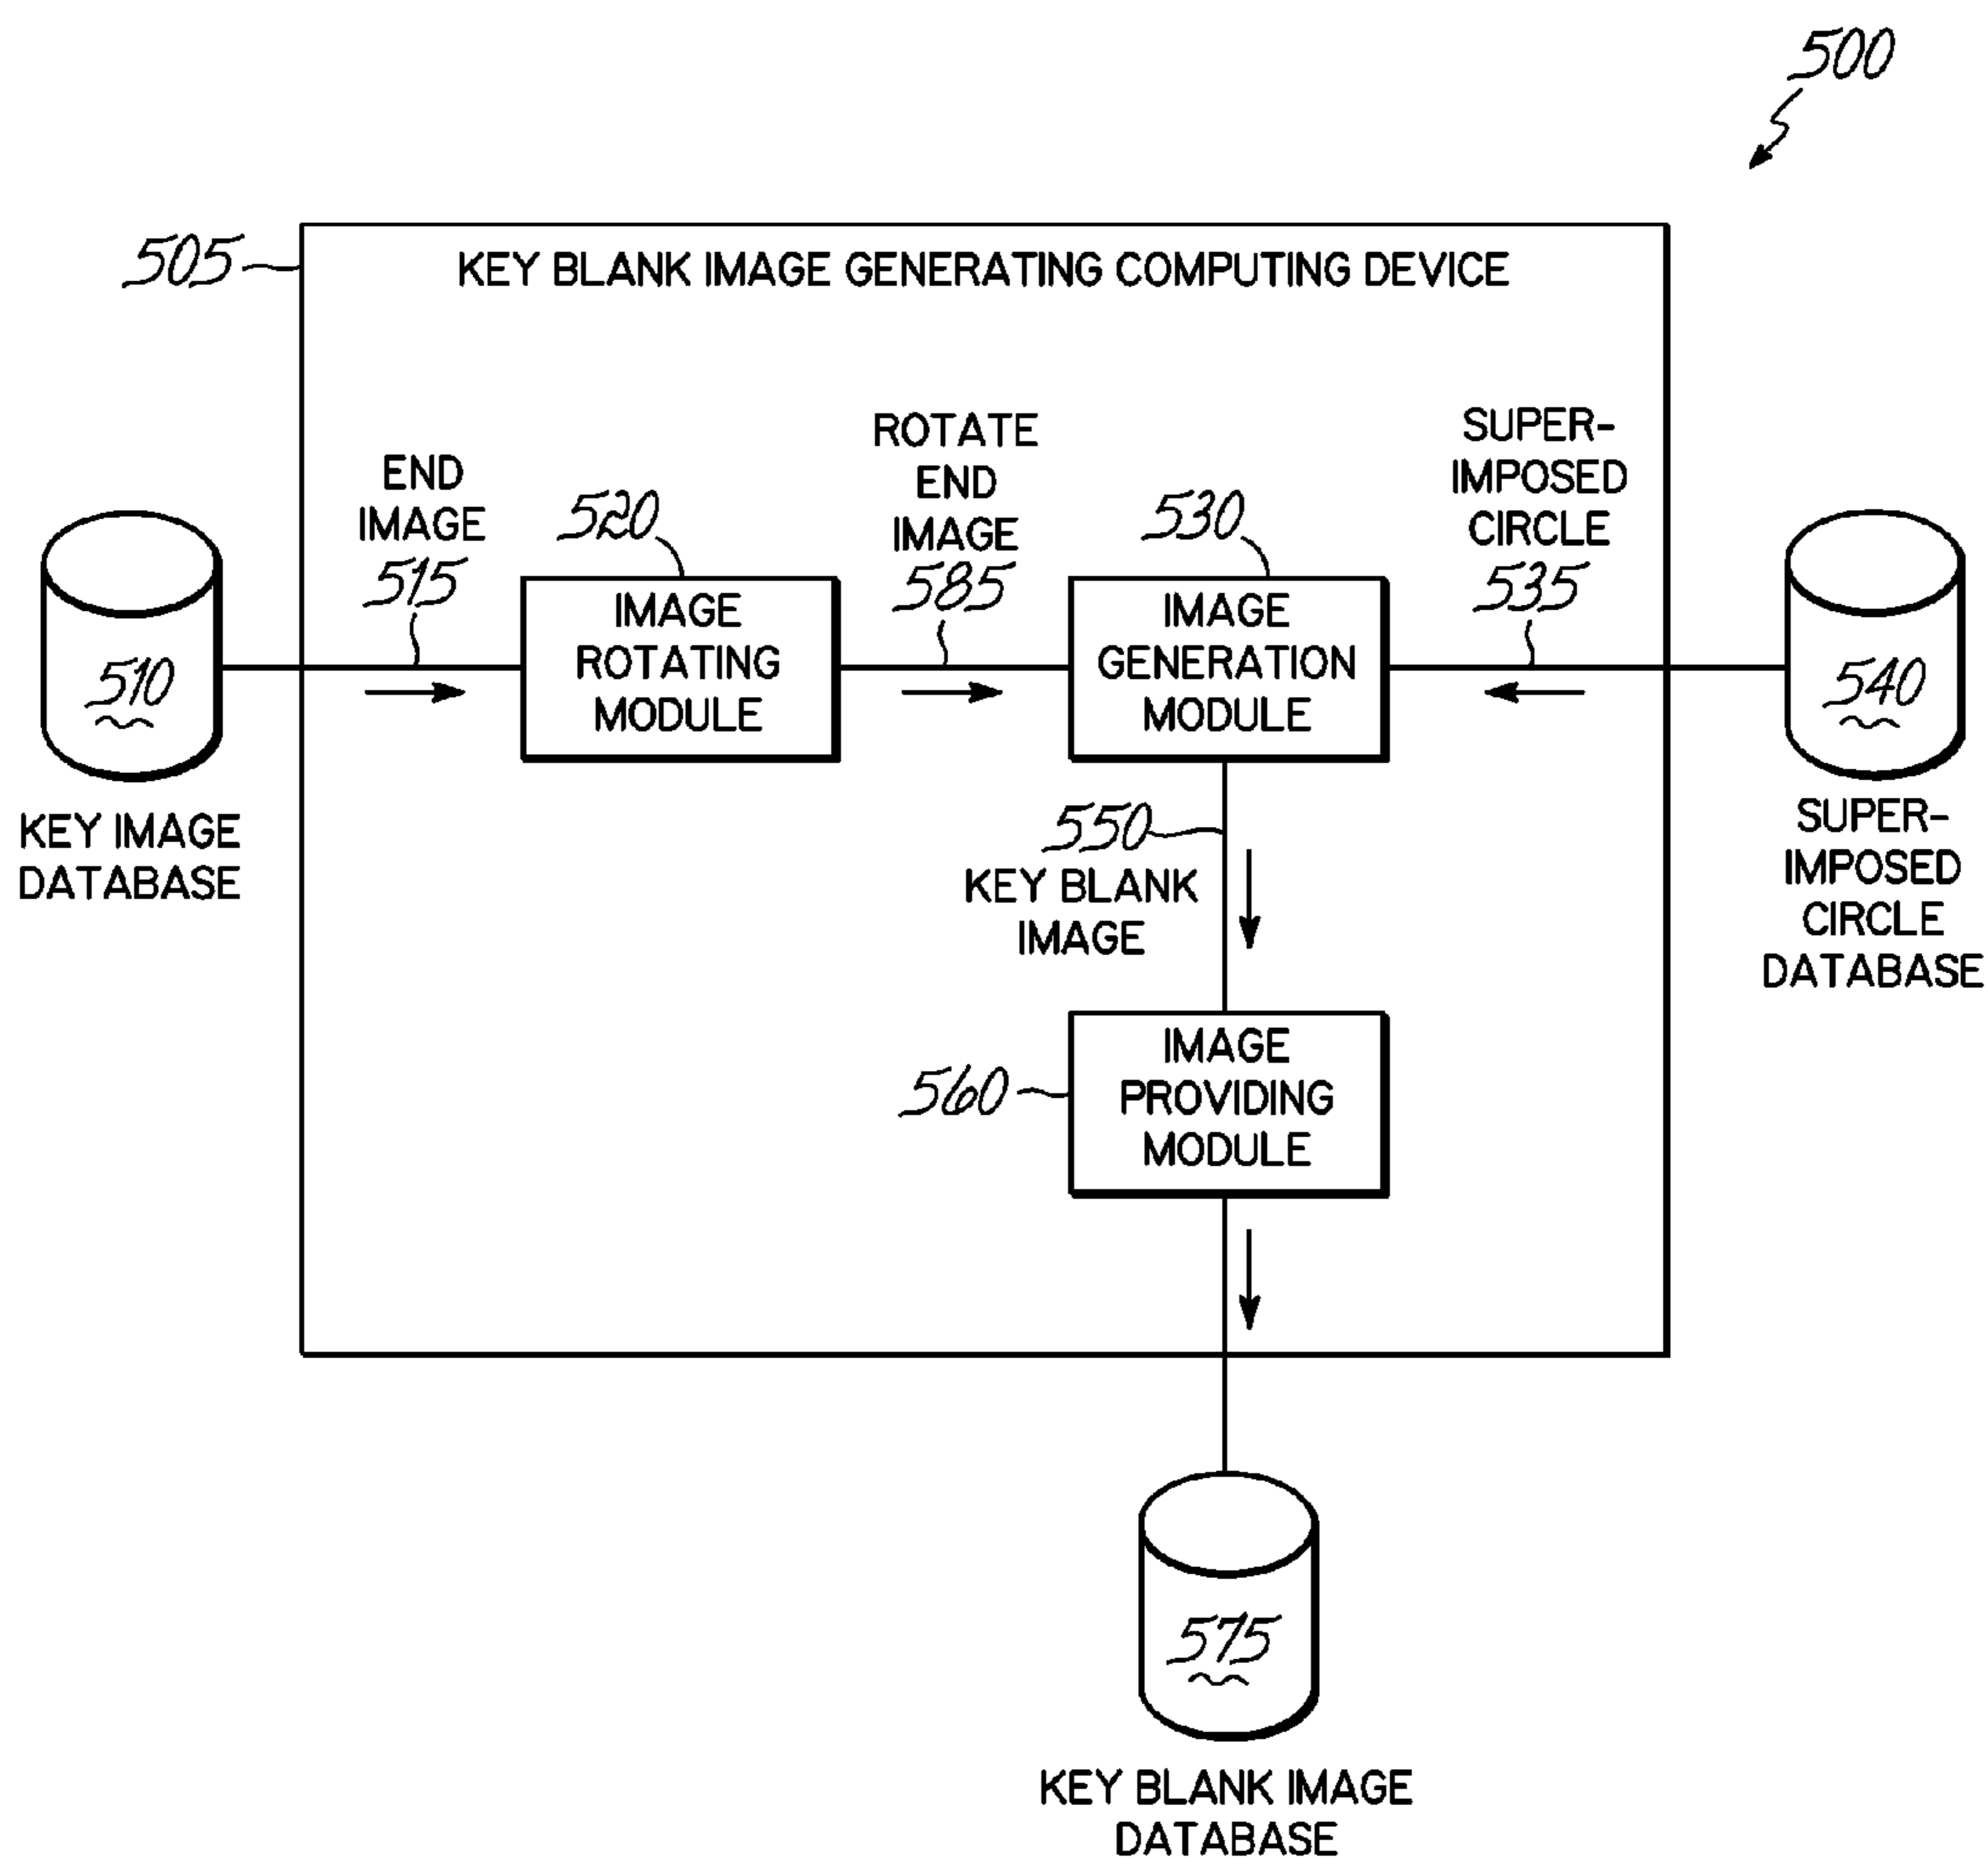 500
505
KEY BLANK IMAGE GENERATING COMPUTING DEVICE
END
IMAGE
515
520
IMAGE
ROTATING
MODULE
ROTATE
END
IMAGE
585
530
IMAGE
GENERATION
MODULE
SUPER-
IMPOSED
CIRCLE
535
510
KEY IMAGE
DATABASE
540
SUPER-
IMPOSED
CIRCLE
DATABASE
550
KEY BLANK
IMAGE
560
IMAGE
PROVIDING
MODULE
575
KEY BLANK IMAGE
DATABASE